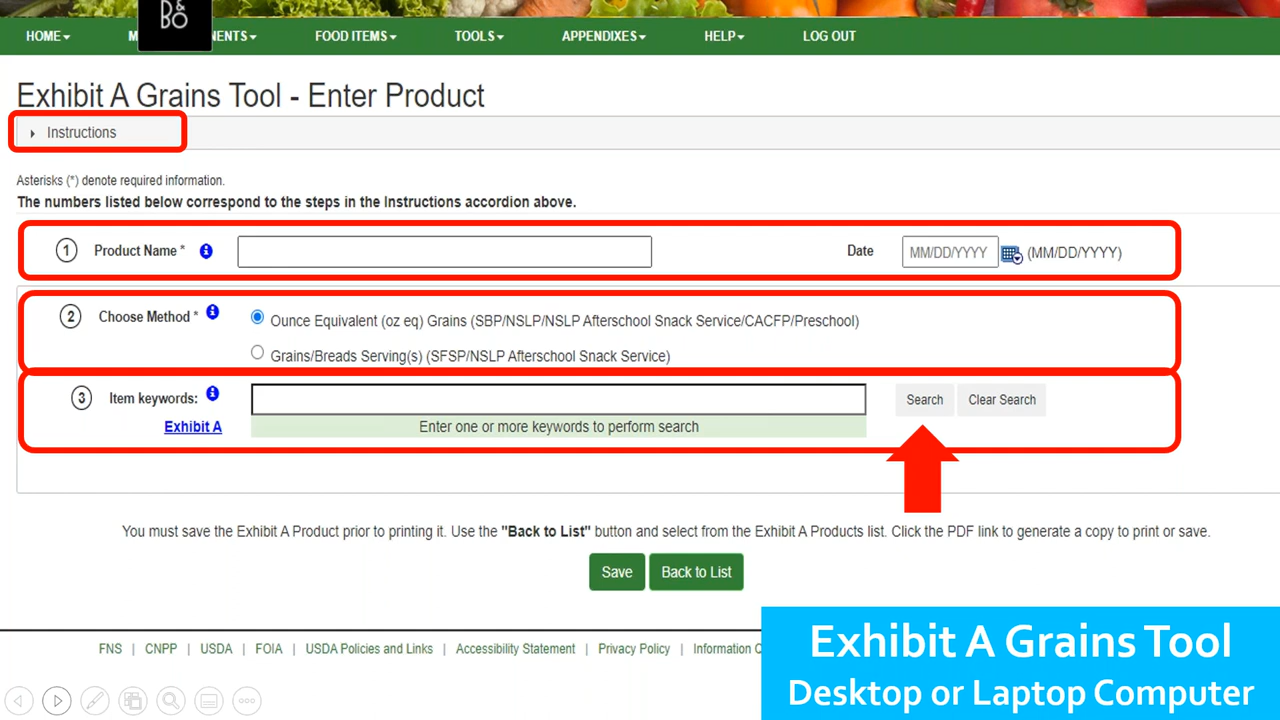 B&
BO
HOME
M NENTS
FOOD ITEMS
TOOLS
APPENDIXES
HELP
LOG OUT
Exhibit A Grains Tool - Enter Product
Instructions
Asterisks (*) denote required information.
The numbers listed below correspond to the steps in the Instructions accordion above.
1 Product Name * i Date MM/DD/YYYY (MM/DD/YYYY)
2 Choose Method * i Ounce Equivalent (oz eq) Grains (SBP/NSLP/NSLP Afterschool Snack Service/CACFP/Preschool)
Grains/Breads Serving(s) (SFSP/NSLP Afterschool Snack Service)
3 Item keywords: i Search Clear Search
Exhibit A Enter one or more keywords to perform search
You must save the Exhibit A Product prior to printing it. Use the "Back to List" button and select from the Exhibit A Products list. Click the PDF link to generate a copy to print or save.
Save Back to List
FNS | CNPP | USDA | FOIA | USDA Policies and Links | Accessibility Statement | Privacy Policy | Information Q
Exhibit A Grains Tool
Desktop or Laptop Computer